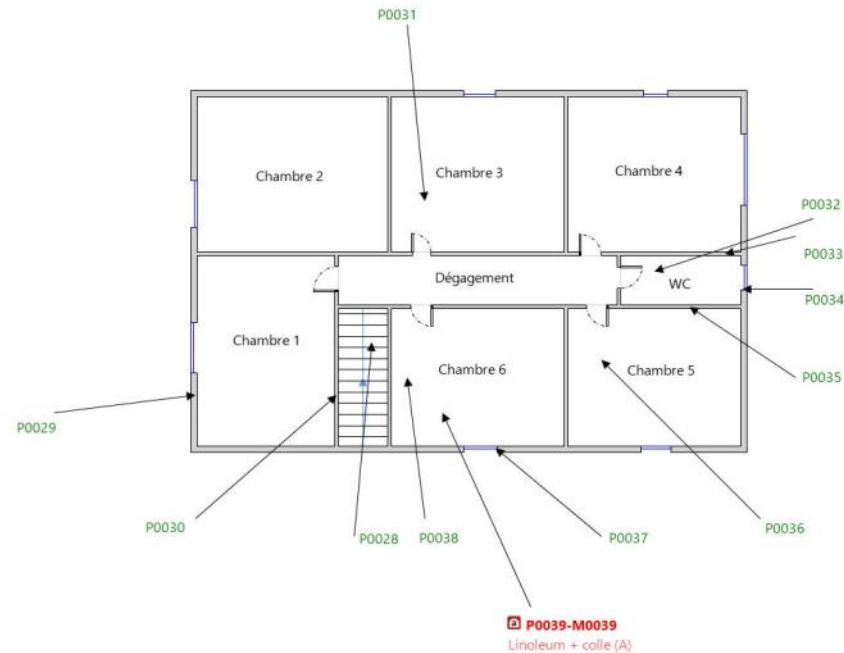 P0031
Chambre 2
Chambre 3
Chambre 4
P0032
P0033
Dégagement
WC
P0034
Chambre 1
Chambre 6
Chambre 5
P0035
P0029
P0030
P0028
P0038
P0037
P0036
a P0039-M0039
Linoleum + colle (A)